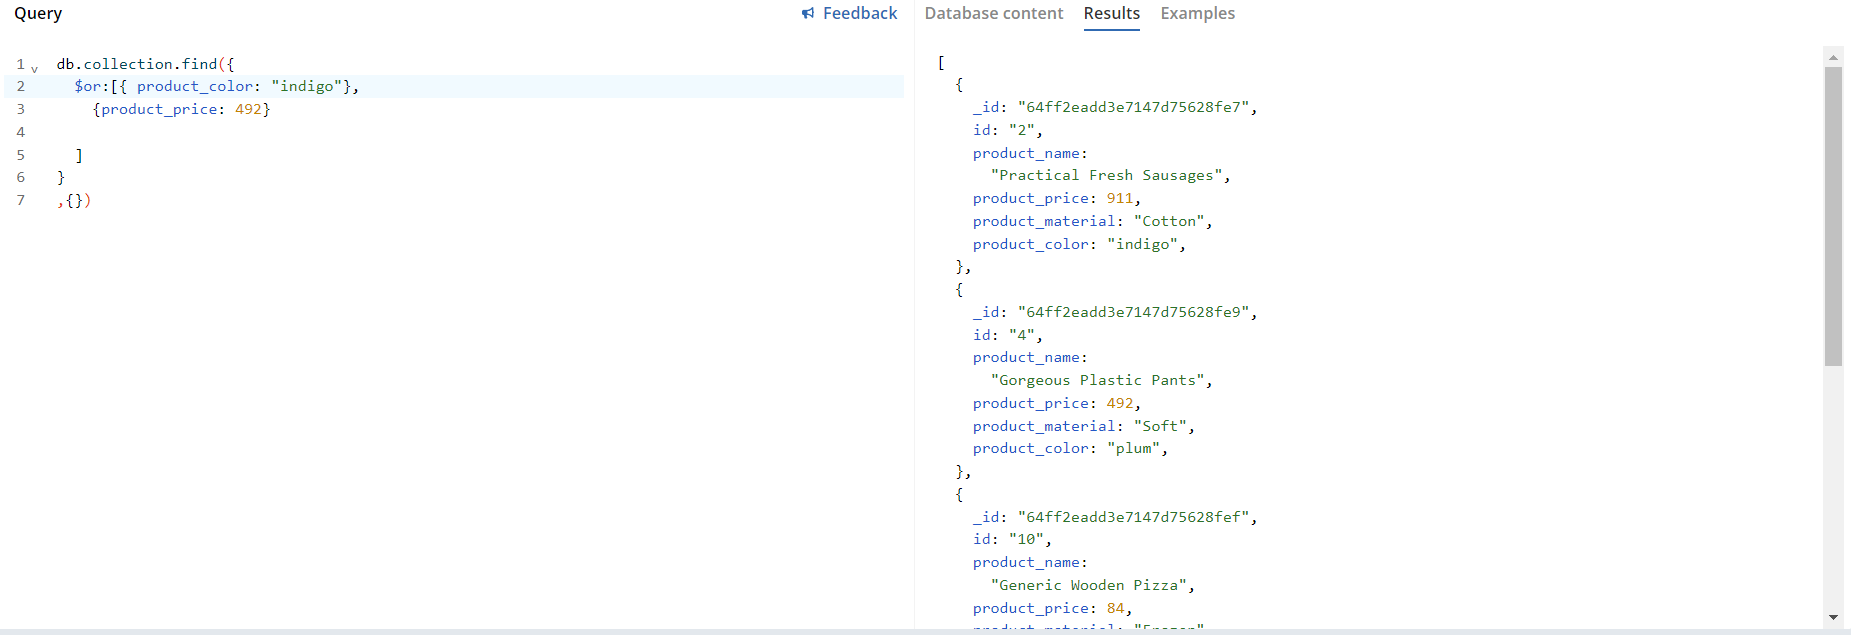 Query
Feedback
1 db.collection.find({
2 $or:[{ product_color: "indigo"},
3 {product_price: 492}
4
5 ]
6 }
7 ,{})
Database content Results Examples
[
{
_id: "64ff2eadd3e7147d75628fe7",
id: "2",
product_name:
"Practical Fresh Sausages",
product_price: 911,
product_material: "Cotton",
product_color: "indigo",
},
{
_id: "64ff2eadd3e7147d75628fe9",
id: "4",
product_name:
"Gorgeous Plastic Pants",
product_price: 492,
product_material: "Soft",
product_color: "plum",
},
{
_id: "64ff2eadd3e7147d75628fef",
id: "10",
product_name:
"Generic Wooden Pizza",
product_price: 84,
product_material: "Frozen"